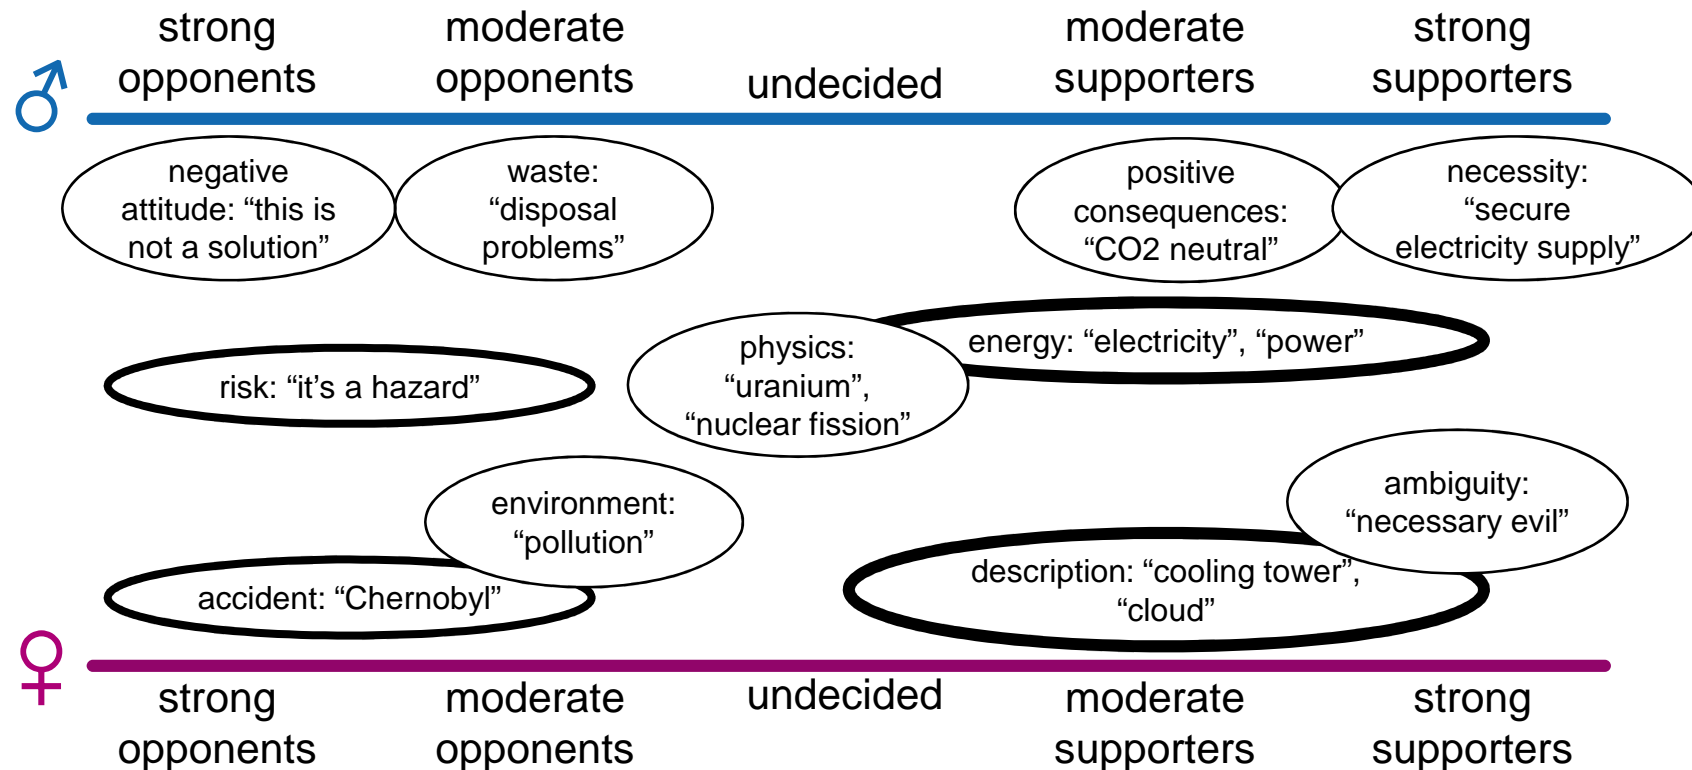 strong
opponents
moderate
opponents
undecided
moderate
supporters
strong
supporters
negative
attitude: “this is
not a solution”
waste:
“disposal
problems”
positive
consequences:
“CO2 neutral”
necessity:
“secure
electricity supply”
risk: “it’s a hazard”
physics:
“uranium”,
“nuclear fission”
energy: “electricity”, “power”
environment:
“pollution”
ambiguity:
“necessary evil”
accident: “Chernobyl”
description: “cooling tower”,
“cloud”
strong
opponents
moderate
opponents
undecided
moderate
supporters
strong
supporters